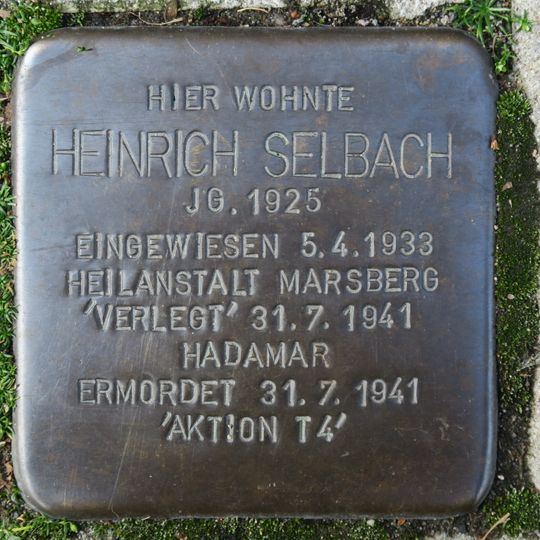 HIER WOHNTE
HEINRICH SELBACH
JG. 1925
EINGEWIESEN 5.4.1933
HEILANSTALT MARSBERG
'VERLEGT' 31.7.1941
HADAMAR
ERMORDET 31.7.1941
'AKTION T4'